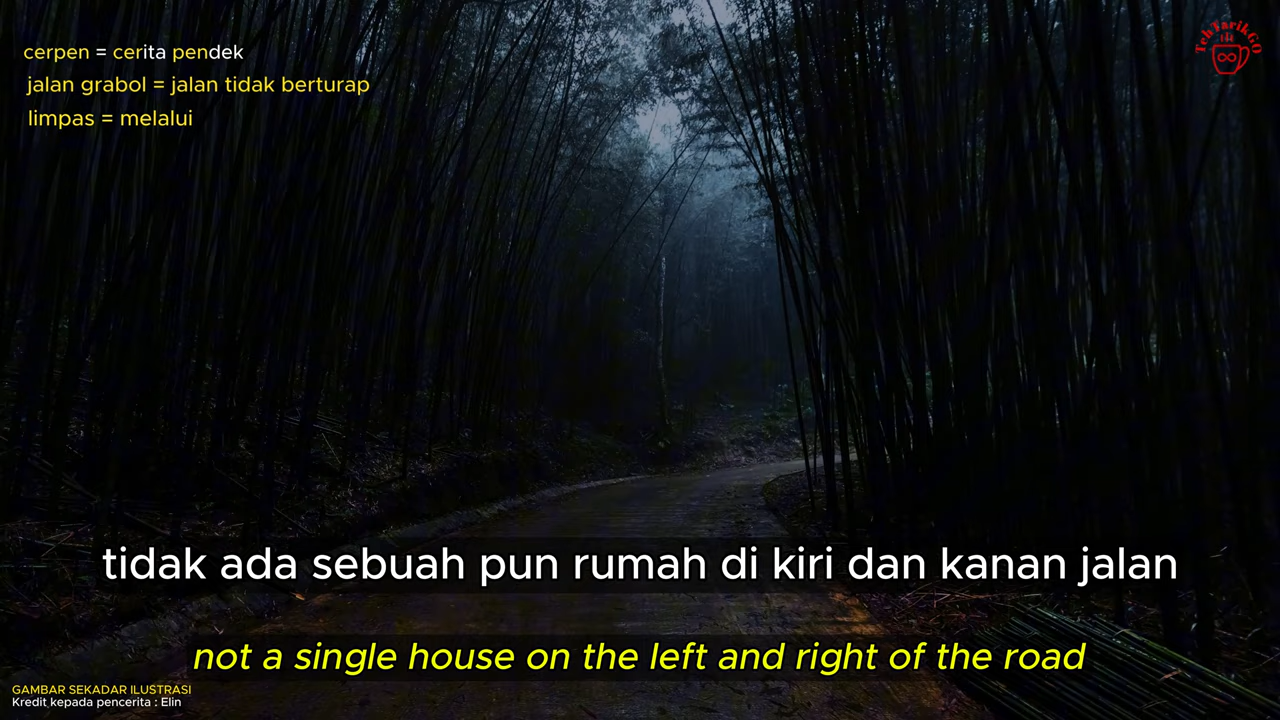 cerpen = cerita pendek
jalan grabol = jalan tidak berturap
limpas = melalui
TehTarikGO
tidak ada sebuah pun rumah di kiri dan kanan jalan
not a single house on the left and right of the road
GAMBAR SEKADAR ILUSTRASI
Kredit kepada pencerita : Elin